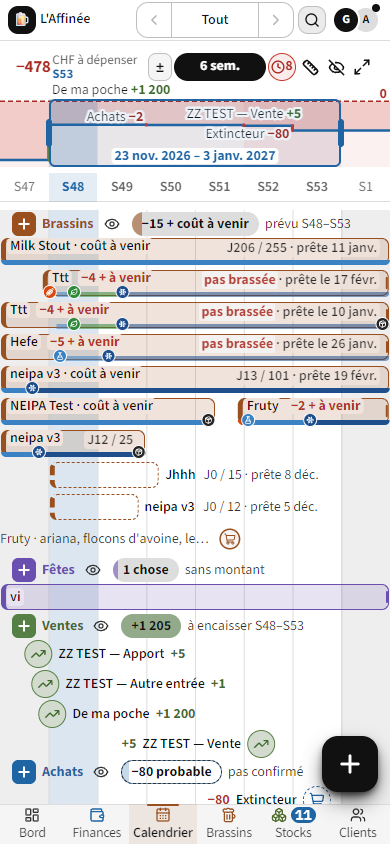 L'Affinée
Tout
G
A
−478 CHF à dépenser
S53
De ma poche +1 200
±
6 sem.
8
0
Achats −2
ZZ TEST — Vente +5
Extincteur −80
23 nov. 2026 – 3 janv. 2027
S47 S48 S49 S50 S51 S52 S53 S1
Brassins −15 + coût à venir prévu S48–S53
Milk Stout · coût à venir J206 / 255 · prête 11 janv.
Ttt −4 + à venir pas brassée · prête le 17 févr.
Ttt −4 + à venir pas brassée · prête le 10 janv.
Hefe −5 + à venir pas brassée · prête le 26 janv.
neipa v3 · coût à venir J13 / 101 · prête 19 févr.
NEIPA Test · coût à venir Fruty −2 + à venir
neipa v3 J12 / 25
Jhhh J0 / 15 · prête 8 déc.
neipa v3 J0 / 12 · prête 5 déc.
Fruty · ariana, flocons d'avoine, le…
Fêtes 1 chose sans montant
vi
Ventes +1 205 à encaisser S48–S53
ZZ TEST — Apport +5
ZZ TEST — Autre entrée +1
De ma poche +1 200
+5 ZZ TEST — Vente
Achats −80 probable pas confirmé
−80 Extincteur
11
Bord Finances Calendrier Brassins Stocks Clients